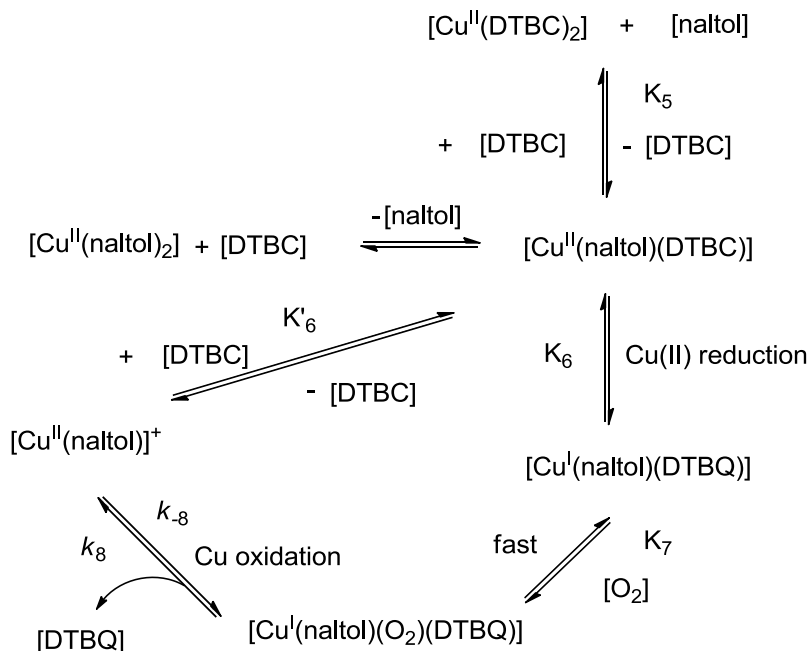 [Cu^II(DTBC)₂] + [naltol]
K₅
+ [DTBC] - [DTBC]
-[naltol]
[Cu^II(naltol)₂] + [DTBC] [Cu^II(naltol)(DTBC)]
K'₆
+ [DTBC] K₆ Cu(II) reduction
- [DTBC]
[Cu^II(naltol)]⁺
[Cu^I(naltol)(DTBQ)]
k₋₈
k₈ Cu oxidation fast K₇
[O₂]
[DTBQ] [Cu^I(naltol)(O₂)(DTBQ)]